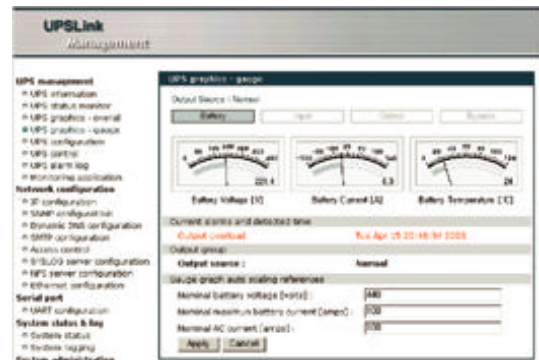 UPSLink
Management
UPS management
UPS information
UPS status monitor
UPS graphics - overall
UPS graphics - gauge
UPS configuration
UPS control
UPS alarm log
Monitoring application
Network configuration
IP configuration
SNMP configuration
Dynamic DNS configuration
SMTP configuration
Access control
SYSLOG server configuration
NFS server configuration
Ethernet configuration
Serial port
UART configuration
System status & log
System status
System logging
System administration
UPS graphics - gauge
Output Source : Normal
Battery Input Output Bypass
Battery Voltage [V] Battery Current [A] Battery Temperature [°C]
Current alarms and detected time
Output overload
Output group
Output source : Normal
Gauge graph auto scaling references
Nominal battery voltage [volts] :
Nominal maximum battery current [amps] : 100
Nominal AC current [amps] : 100
Apply Cancel